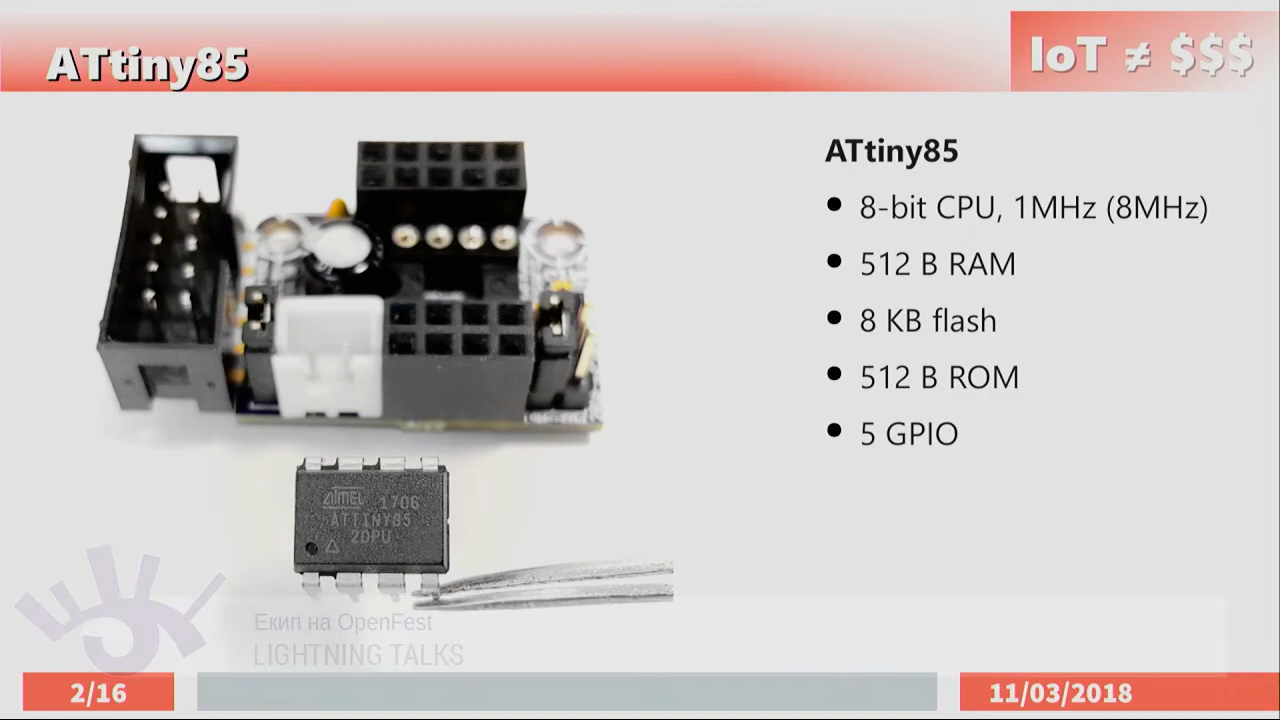 ATtiny85
IoT ≠ $$$
ATtiny85
• 8-bit CPU, 1MHz (8MHz)
• 512 B RAM
• 8 KB flash
• 512 B ROM
• 5 GPIO
ATMEL 1706
ATTINY85
20PU
Екип на OpenFest
LIGHTNING TALKS
2/16
11/03/2018